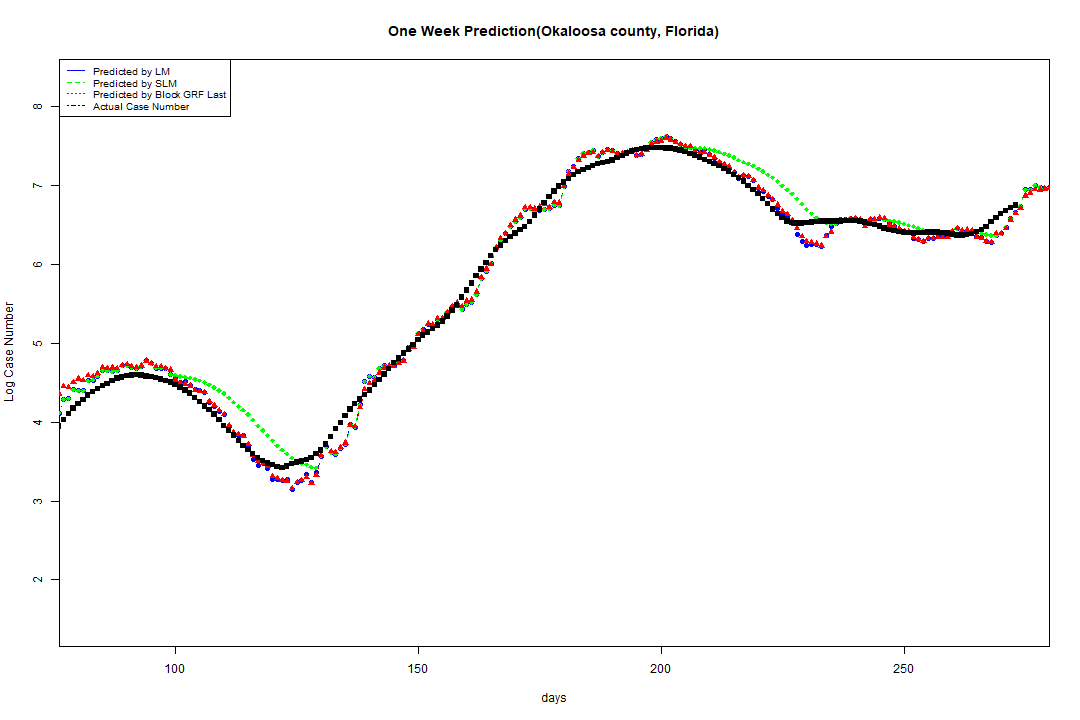 One Week Prediction(Okaloosa county, Florida)
Predicted by LM
Predicted by SLM
Predicted by Block GRF Last
Actual Case Number
8
7
6
5
4
3
2
Log Case Number
100 150 200 250
days